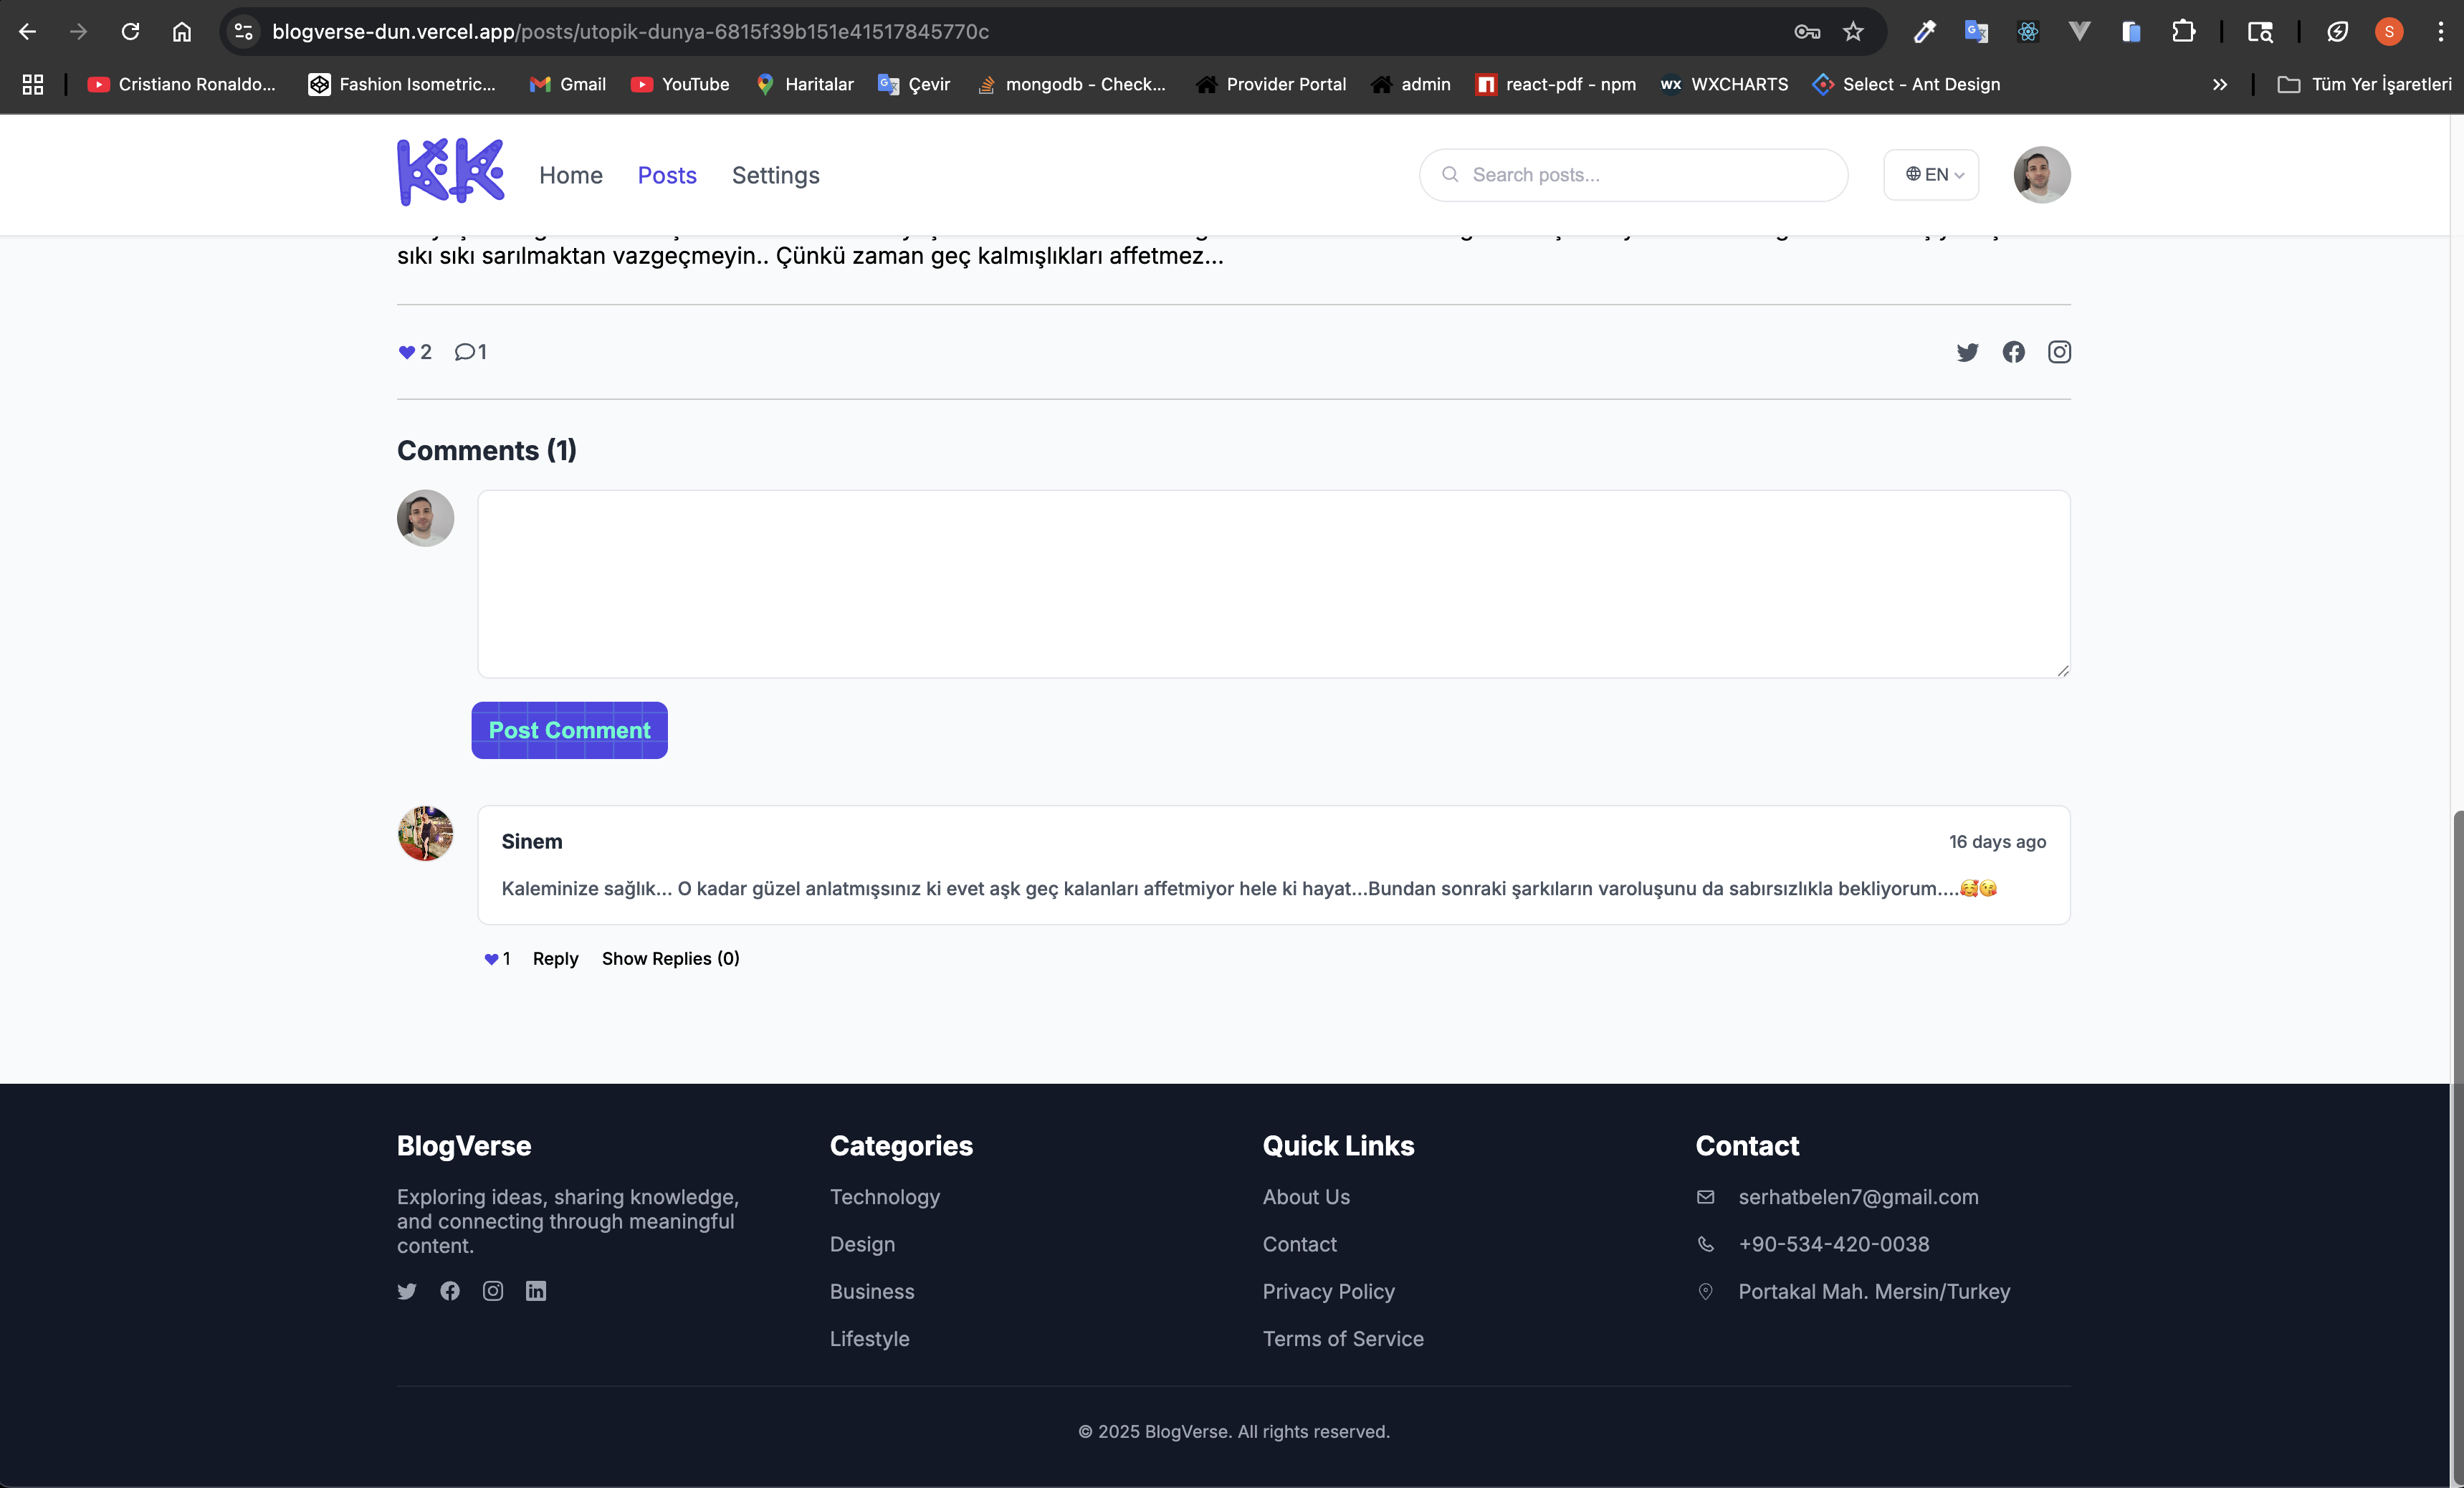 blogverse-dun.vercel.app/posts/utopik-dunya-6815f39b151e41517845770c
S
Cristiano Ronaldo... Fashion Isometric... Gmail YouTube Haritalar Çevir mongodb - Check... Provider Portal admin react-pdf - npm WX WXCHARTS Select - Ant Design Tüm Yer İşaretleri
KK Home Posts Settings Search posts... EN
sıkı sıkı sarılmaktan vazgeçmeyin.. Çünkü zaman geç kalmışlıkları affetmez...
2 1
Comments (1)
Post Comment
Sinem 16 days ago
Kaleminize sağlık... O kadar güzel anlatmışsınız ki evet aşk geç kalanları affetmiyor hele ki hayat...Bundan sonraki şarkıların varoluşunu da sabırsızlıkla bekliyorum....🥰😘
1 Reply Show Replies (0)
BlogVerse
Exploring ideas, sharing knowledge,
and connecting through meaningful
content.
Categories
Technology
Design
Business
Lifestyle
Quick Links
About Us
Contact
Privacy Policy
Terms of Service
Contact
serhatbelen7@gmail.com
+90-534-420-0038
Portakal Mah. Mersin/Turkey
© 2025 BlogVerse. All rights reserved.